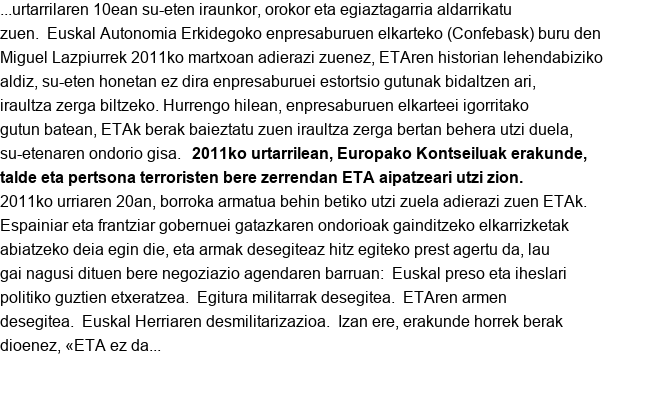 ...urtarrilaren 10ean su-eten iraunkor, orokor eta egiaztagarria aldarrikatu
zuen.  Euskal Autonomia Erkidegoko enpresaburuen elkarteko (Confebask) buru den
Miguel Lazpiurrek 2011ko martxoan adierazi zuenez, ETAren historian lehendabiziko
aldiz, su-eten honetan ez dira enpresaburuei estortsio gutunak bidaltzen ari,
iraultza zerga biltzeko. Hurrengo hilean, enpresaburuen elkarteei igorritako
gutun batean, ETAk berak baieztatu zuen iraultza zerga bertan behera utzi duela,
su-etenaren ondorio gisa.  2011ko urtarrilean, Europako Kontseiluak erakunde,
talde eta pertsona terroristen bere zerrendan ETA aipatzeari utzi zion.
2011ko urriaren 20an, borroka armatua behin betiko utzi zuela adierazi zuen ETAk.
Espainiar eta frantziar gobernuei gatazkaren ondorioak gainditzeko elkarrizketak
abiatzeko deia egin die, eta armak desegiteaz hitz egiteko prest agertu da, lau
gai nagusi dituen bere negoziazio agendaren barruan:  Euskal preso eta iheslari
politiko guztien etxeratzea.  Egitura militarrak desegitea.  ETAren armen
desegitea.  Euskal Herriaren desmilitarizazioa.  Izan ere, erakunde horrek berak
dioenez, «ETA ez da...